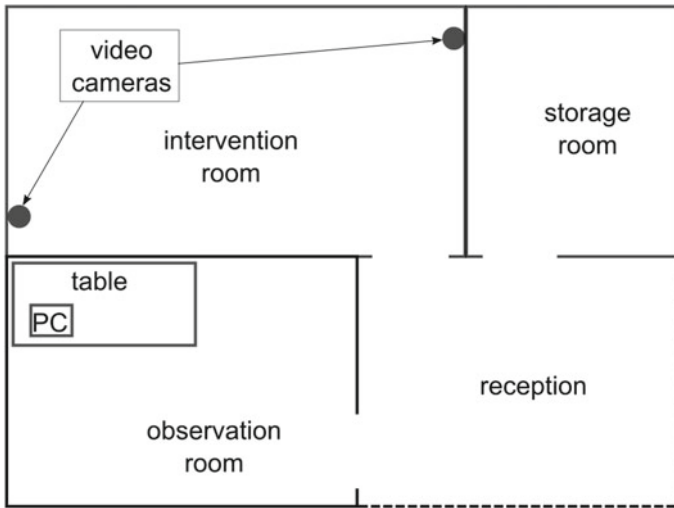 video
cameras
intervention
room
storage
room
table
PC
reception
observation
room